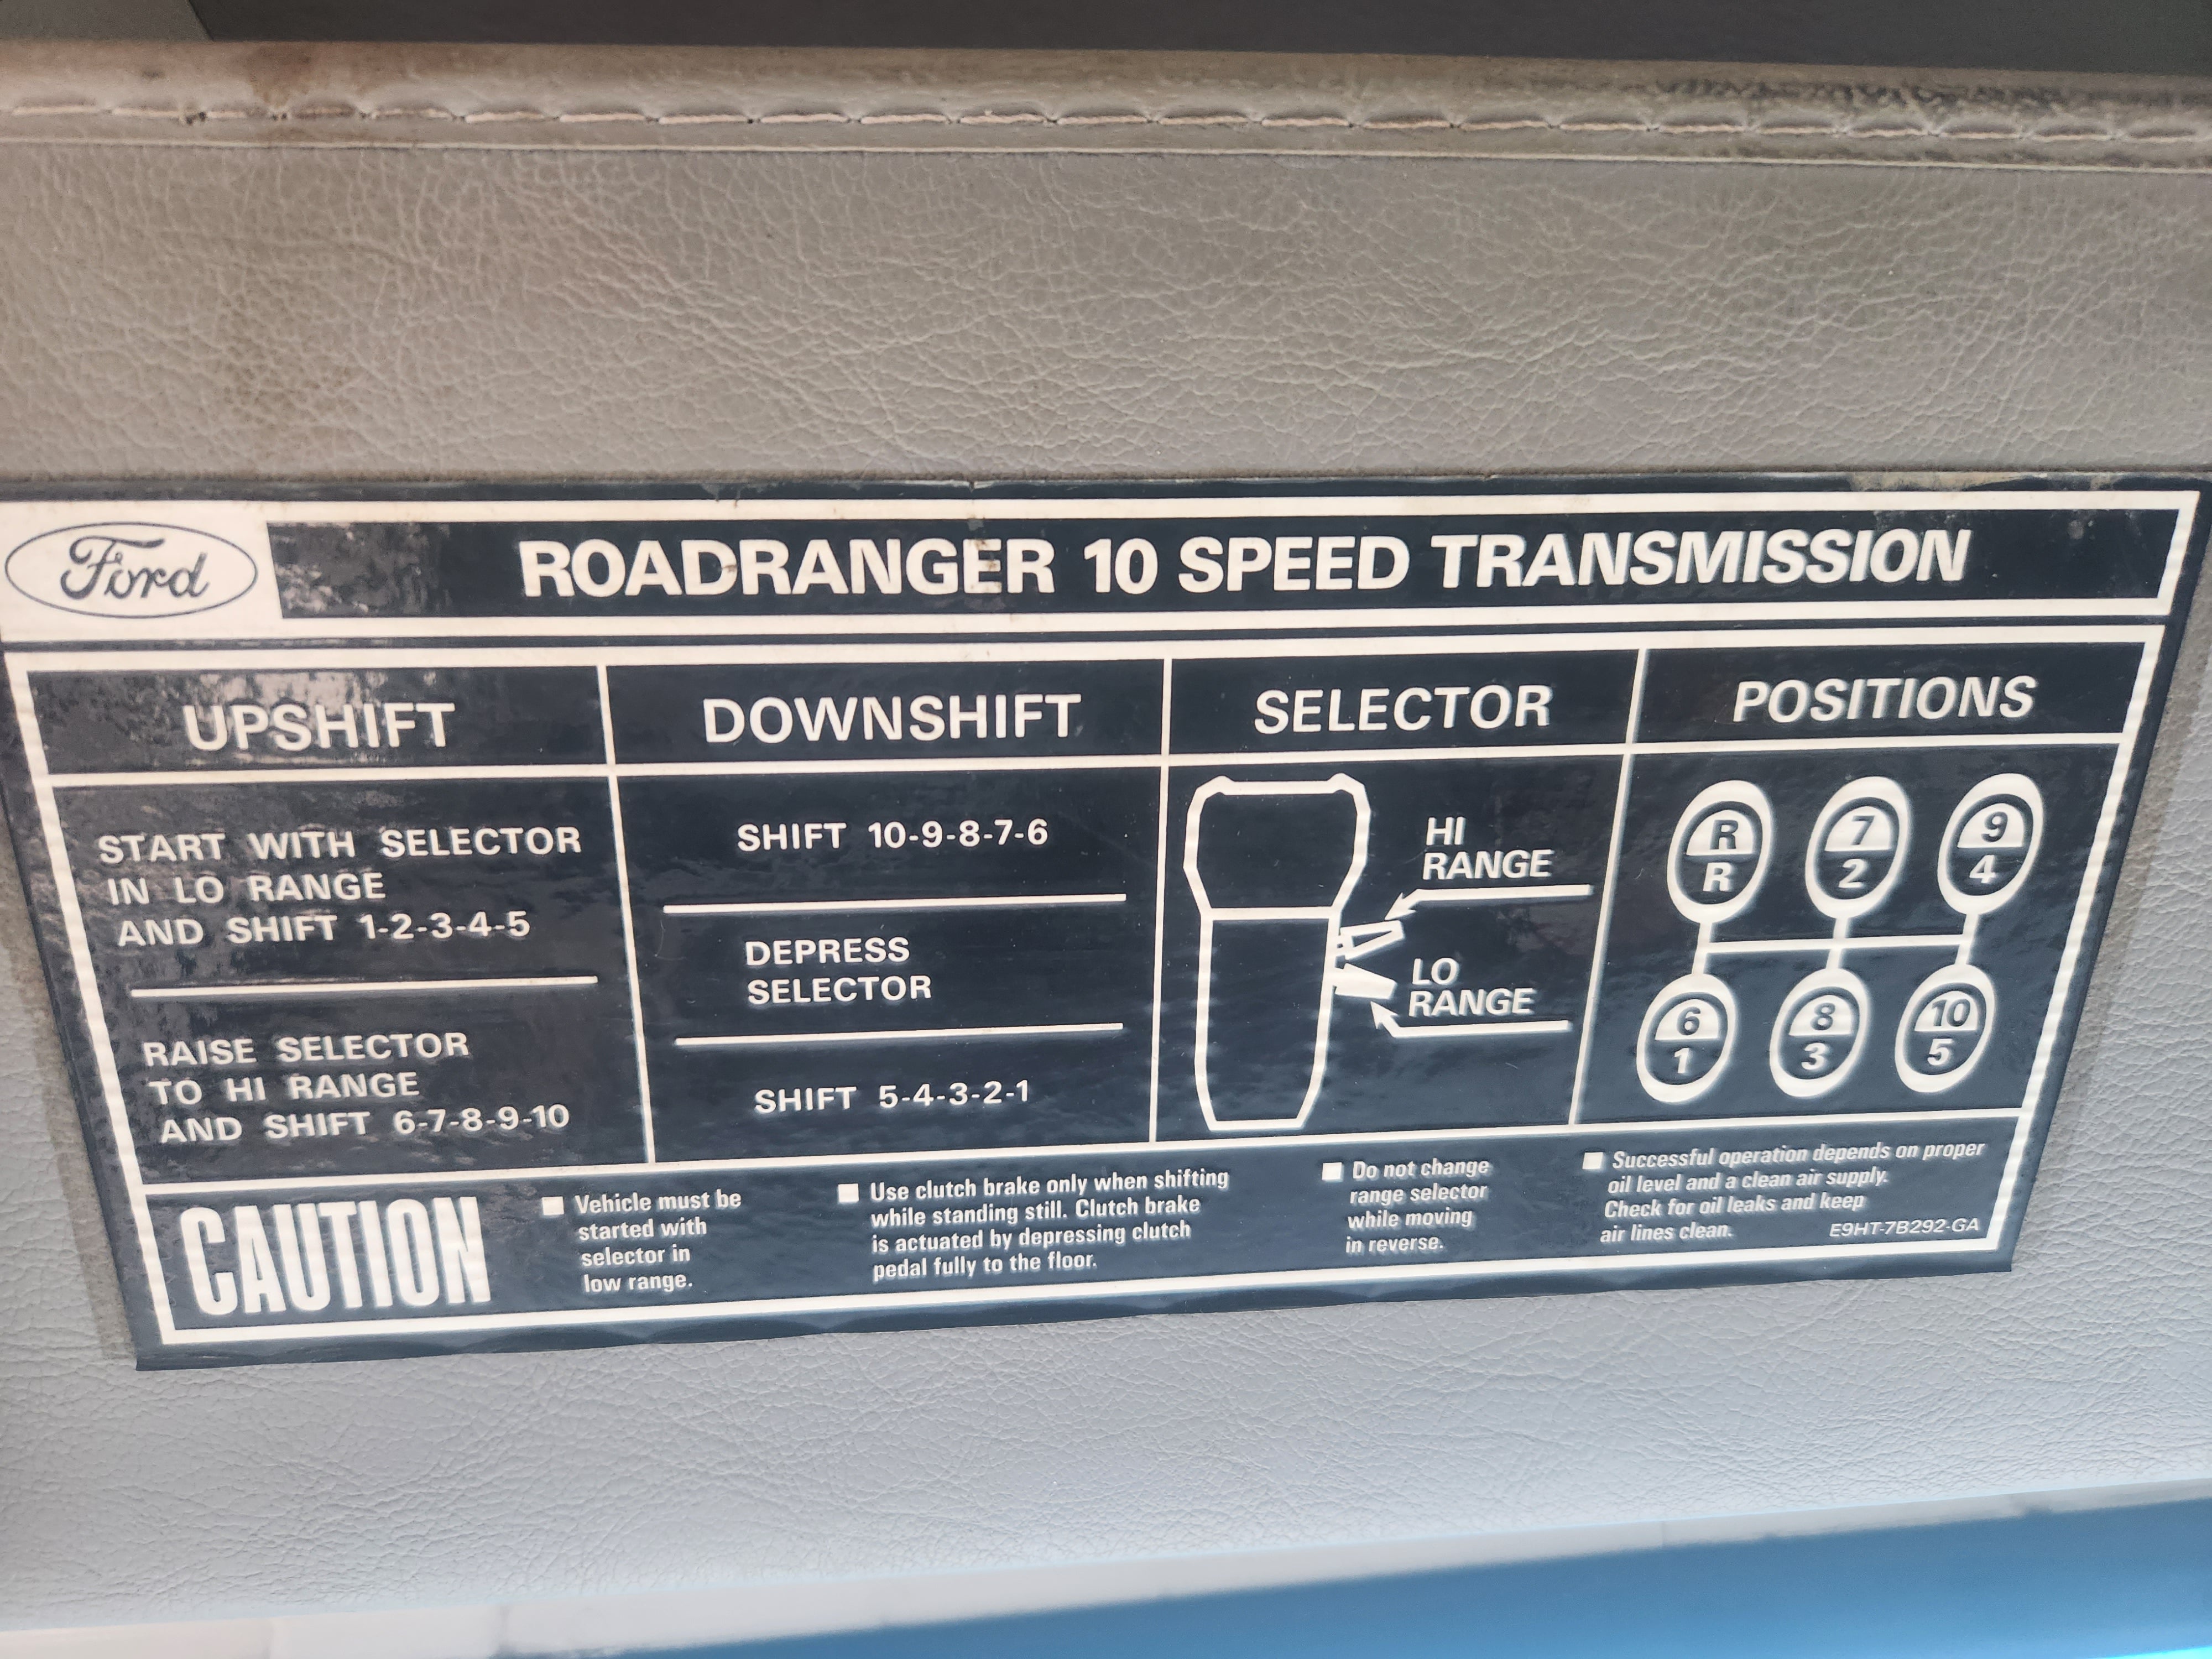 Ford
ROADRANGER 10 SPEED TRANSMISSION
UPSHIFT
START WITH SELECTOR
IN LO RANGE
AND SHIFT 1-2-3-4-5
RAISE SELECTOR
TO HI RANGE
AND SHIFT 6-7-8-9-10
DOWNSHIFT
SHIFT 10-9-8-7-6
DEPRESS
SELECTOR
SHIFT 5-4-3-2-1
SELECTOR
HI
RANGE
LO
RANGE
POSITIONS
R 7 9
R 2 4
6 8 10
1 3 5
CAUTION
■ Vehicle must be
started with
selector in
low range.
■ Use clutch brake only when shifting
while standing still. Clutch brake
is actuated by depressing clutch
pedal fully to the floor.
■ Do not change
range selector
while moving
in reverse.
■ Successful operation depends on proper
oil level and a clean air supply.
Check for oil leaks and keep
air lines clean.
E9HT-7B292-GA